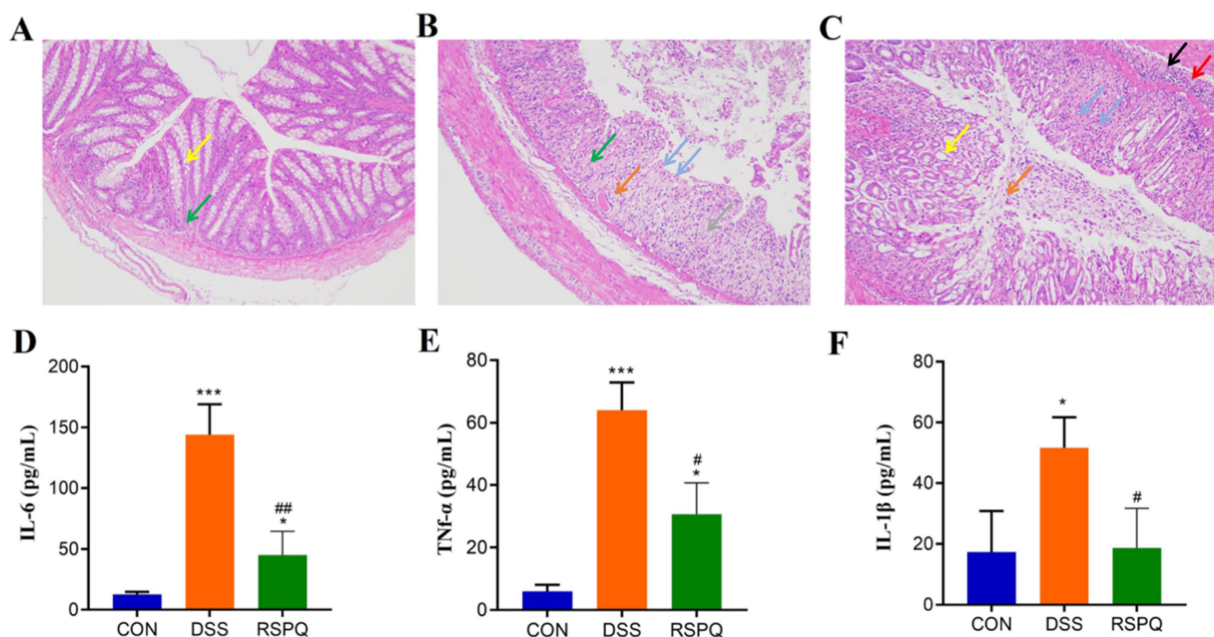 A
B
C
D
IL-6 (pg/mL)
200
150
100
50
0
***
##
*
CON DSS RSPQ
E
TNf-α (pg/mL)
80
60
40
20
0
***
#
*
CON DSS RSPQ
F
IL-1β (pg/mL)
80
60
40
20
0
*
#
CON DSS RSPQ